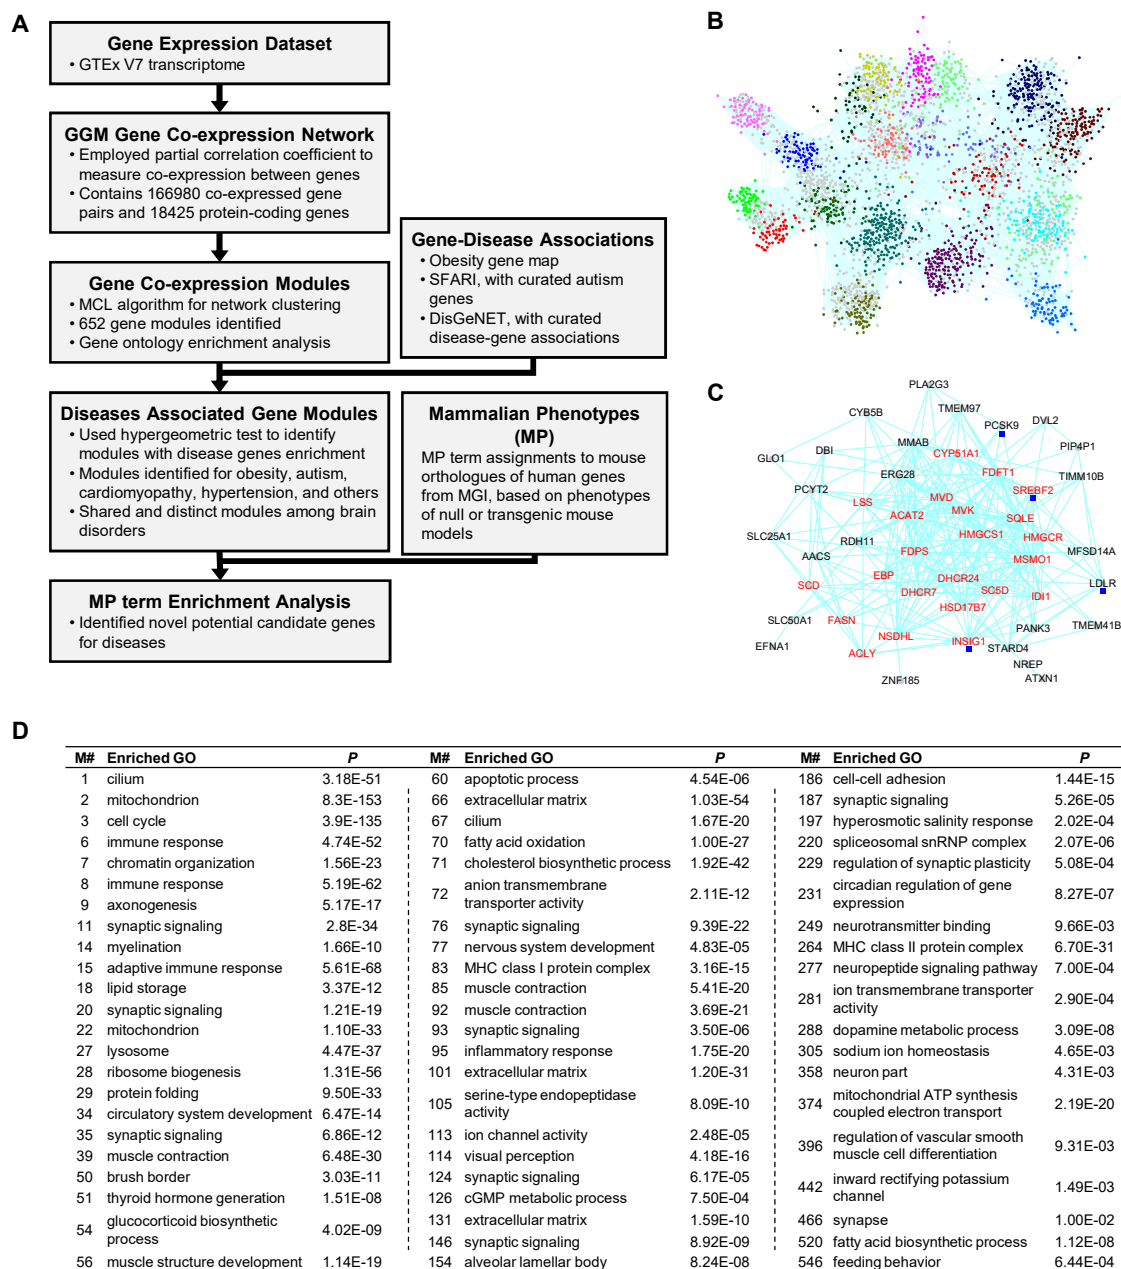 A
Gene Expression Dataset
• GTEx V7 transcriptome
GGM Gene Co-expression Network
• Employed partial correlation coefficient to
measure co-expression between genes
• Contains 166980 co-expressed gene
pairs and 18425 protein-coding genes
Gene Co-expression Modules
• MCL algorithm for network clustering
• 652 gene modules identified
• Gene ontology enrichment analysis
Gene-Disease Associations
• Obesity gene map
• SFARI, with curated autism
genes
• DisGeNET, with curated
disease-gene associations
Diseases Associated Gene Modules
• Used hypergeometric test to identify
modules with disease genes enrichment
• Modules identified for obesity, autism,
cardiomyopathy, hypertension, and others
• Shared and distinct modules among brain
disorders
Mammalian Phenotypes
(MP)
MP term assignments to mouse
orthologues of human genes
from MGI, based on phenotypes
of null or transgenic mouse
models
MP term Enrichment Analysis
• Identified novel potential candidate genes
for diseases
B
C
PLA2G3
CYB5B
TMEM97
PCSK9
DVL2
MMAB
PIP4P1
DBI
CYP51A1
GLO1
ERG28
FDFT1
TIMM10B
PCYT2
LSS
MVD
SREBF2
ACAT2
MVK
SQLE
SLC25A1
RDH11
HMGCS1
HMGCR
AACS
FDPS
MSMO1
MFSD14A
EBP
DHCR24
LDLR
SCD
DHCR7
SC5D
IDI1
HSD17B7
SLC50A1
FASN
TMEM41B
NSDHL
PANK3
EFNA1
INSIG1
STARD4
ACLY
NREP
ZNF185
ATXN1
D
M# Enriched GO P M# Enriched GO P M# Enriched GO P
1 cilium 3.18E-51 60 apoptotic process 4.54E-06 186 cell-cell adhesion 1.44E-15
2 mitochondrion 8.3E-153 66 extracellular matrix 1.03E-54 187 synaptic signaling 5.26E-05
3 cell cycle 3.9E-135 67 cilium 1.67E-20 197 hyperosmotic salinity response 2.02E-04
6 immune response 4.74E-52 70 fatty acid oxidation 1.00E-27 220 spliceosomal snRNP complex 2.07E-06
7 chromatin organization 1.56E-23 71 cholesterol biosynthetic process 1.92E-42 229 regulation of synaptic plasticity 5.08E-04
8 immune response 5.19E-62 72 anion transmembrane transporter activity 2.11E-12 231 circadian regulation of gene expression 8.27E-07
9 axonogenesis 5.17E-17
11 synaptic signaling 2.8E-34 76 synaptic signaling 9.39E-22 249 neurotransmitter binding 9.66E-03
14 myelination 1.66E-10 77 nervous system development 4.83E-05 264 MHC class II protein complex 6.70E-31
15 adaptive immune response 5.61E-68 83 MHC class I protein complex 3.16E-15 277 neuropeptide signaling pathway 7.00E-04
18 lipid storage 3.37E-12 85 muscle contraction 5.41E-20 281 ion transmembrane transporter activity 2.90E-04
20 synaptic signaling 1.21E-19 92 muscle contraction 3.69E-21
22 mitochondrion 1.10E-33 93 synaptic signaling 3.50E-06 288 dopamine metabolic process 3.09E-08
27 lysosome 4.47E-37 95 inflammatory response 1.75E-20 305 sodium ion homeostasis 4.65E-03
28 ribosome biogenesis 1.31E-56 101 extracellular matrix 1.20E-31 358 neuron part 4.31E-03
29 protein folding 9.50E-33 105 serine-type endopeptidase activity 8.09E-10 374 mitochondrial ATP synthesis coupled electron transport 2.19E-20
34 circulatory system development 6.47E-14
35 synaptic signaling 6.86E-12 113 ion channel activity 2.48E-05 396 regulation of vascular smooth muscle cell differentiation 9.31E-03
39 muscle contraction 6.48E-30 114 visual perception 4.18E-16
50 brush border 3.03E-11 124 synaptic signaling 6.17E-05 442 inward rectifying potassium channel 1.49E-03
51 thyroid hormone generation 1.51E-08 126 cGMP metabolic process 7.50E-04
54 glucocorticoid biosynthetic process 4.02E-09 131 extracellular matrix 1.59E-10 466 synapse 1.00E-02
146 synaptic signaling 8.92E-09 520 fatty acid biosynthetic process 1.12E-08
56 muscle structure development 1.14E-19 154 alveolar lamellar body 8.24E-08 546 feeding behavior 6.44E-04